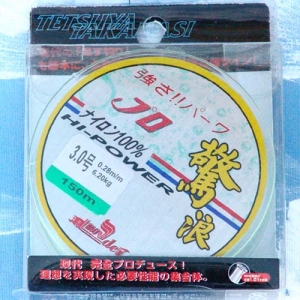 TETSUYA
TAKAHASI
強さ!!パーワ
プロ
ナイロン100%
HI-POWER
驚浪
3.0号
0.28m/m
6.20kg
150m
現代 完全プロデュース!
理想を実現した必要性能の集合体。